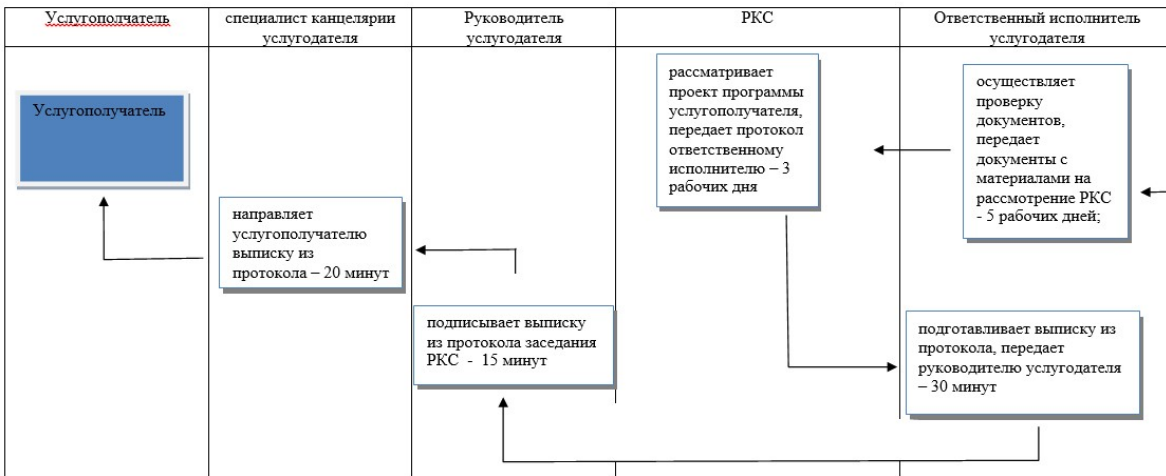 Услугополчатель
специалист канцелярии
услугодателя
Руководитель
услугодателя
РКС
Ответственный исполнитель
услугодателя
Услугополучатель
направляет
услугополучателю
выписку из
протокола – 20 минут
подписывает выписку
из протокола заседания
РКС - 15 минут
рассматривает
проект программы
услугополучателя,
передает протокол
ответственному
исполнителю – 3
рабочих дня
осуществляет
проверку
документов,
передает
документы с
материалами на
рассмотрение РКС
- 5 рабочих дней;
подготавливает выписку из
протокола, передает
руководителю услугодателя
– 30 минут